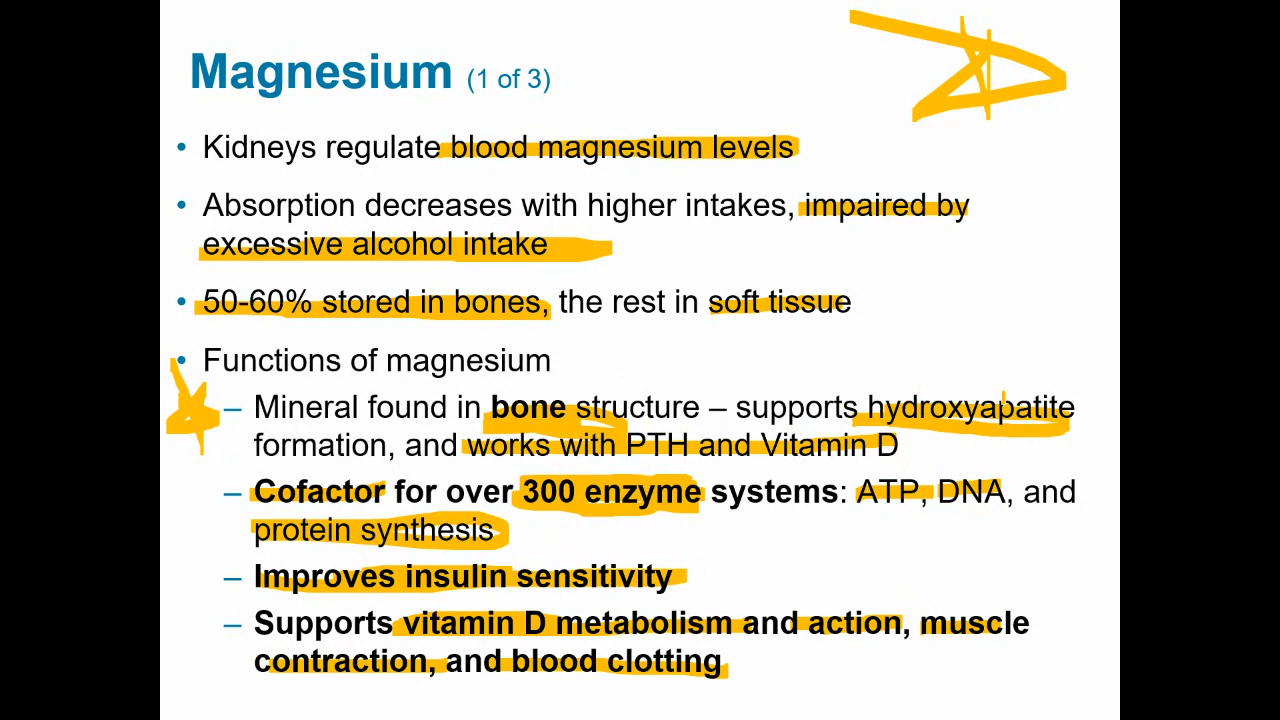 Magnesium (1 of 3)
• Kidneys regulate blood magnesium levels
• Absorption decreases with higher intakes, impaired by
excessive alcohol intake
• 50-60% stored in bones, the rest in soft tissue
• Functions of magnesium
– Mineral found in bone structure – supports hydroxyapatite
formation, and works with PTH and Vitamin D
– Cofactor for over 300 enzyme systems: ATP, DNA, and
protein synthesis
– Improves insulin sensitivity
– Supports vitamin D metabolism and action, muscle
contraction, and blood clotting